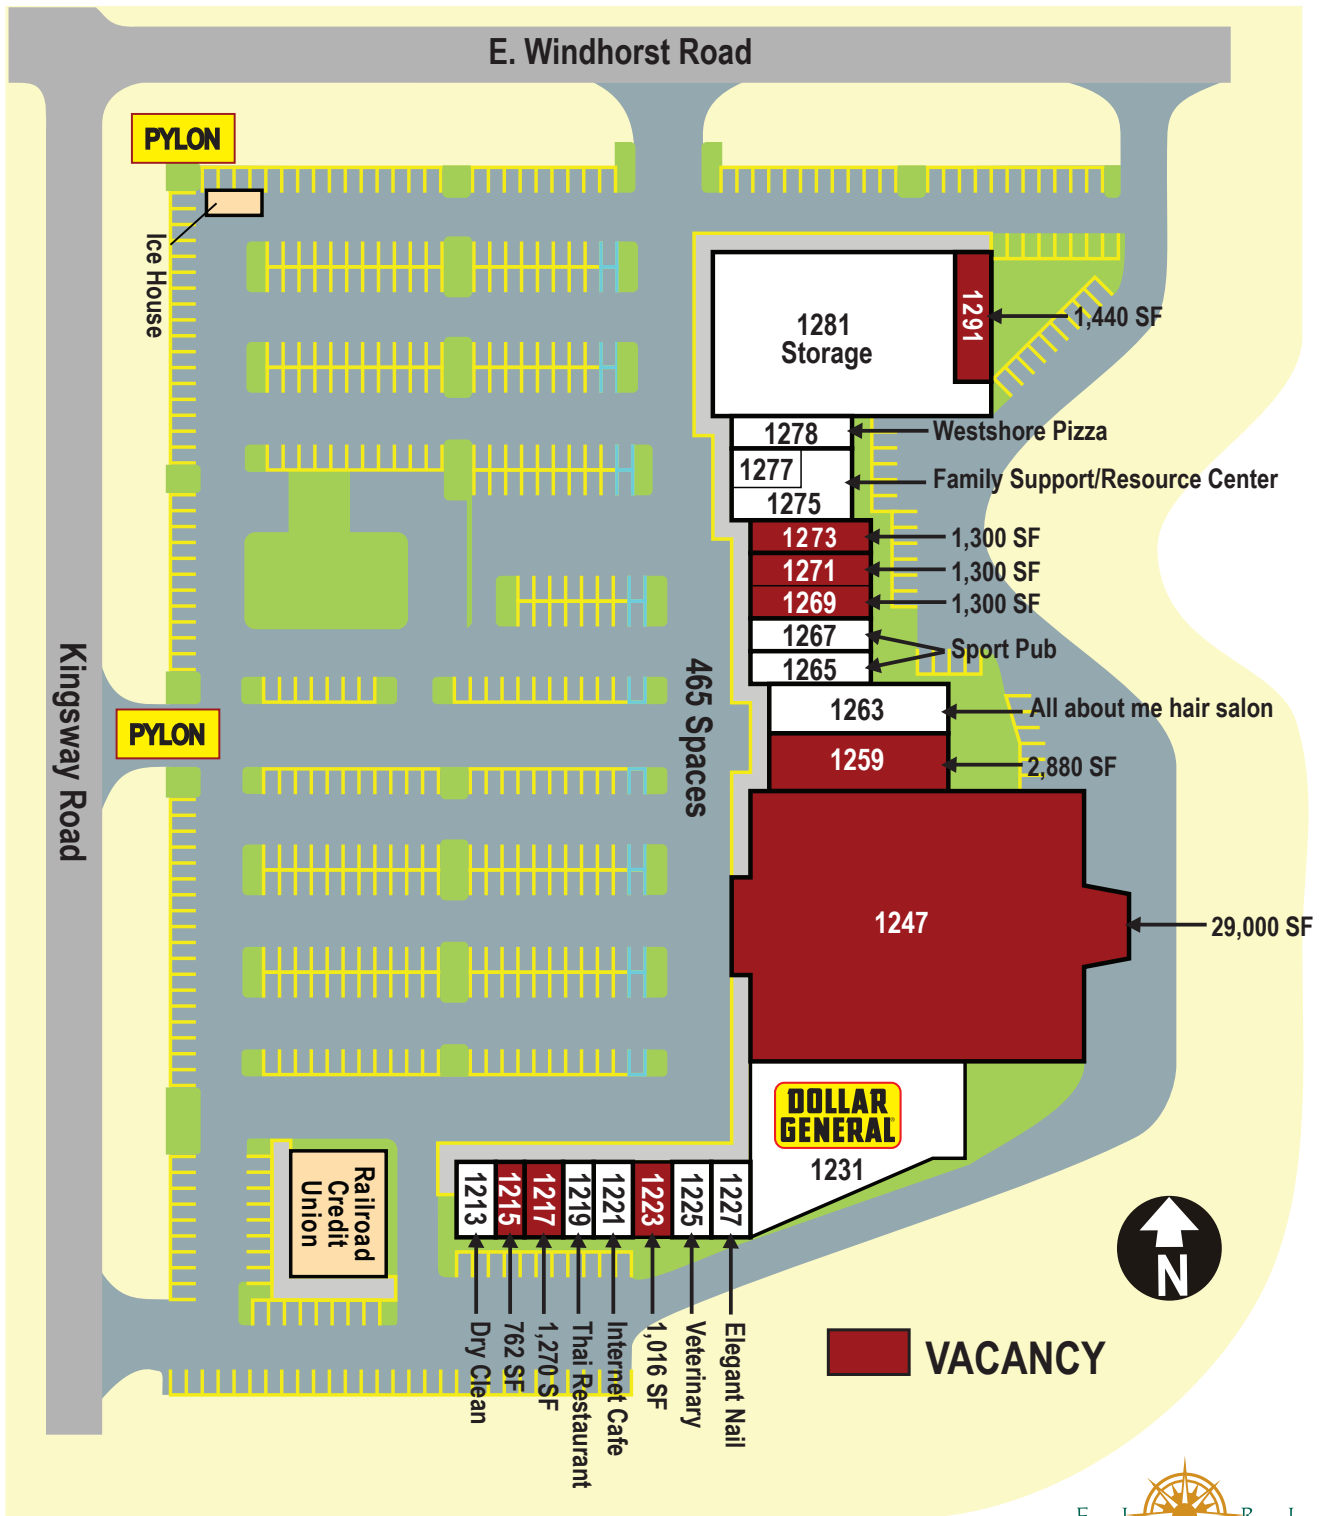 E. Windhorst Road
PYLON
Ice House
1291
1,440 SF
1281
Storage
1278
Westshore Pizza
1277
1275
Family Support/Resource Center
1273
1,300 SF
1271
1,300 SF
1269
1,300 SF
1267
Sport Pub
1265
Kingsway Road
465 Spaces
PYLON
1263
All about me hair salon
1259
2,880 SF
1247
29,000 SF
DOLLAR
GENERAL
1231
Railroad
Credit
Union
1213
1215
1217
1219
1221
1223
1225
1227
Dry Clean
762 SF
1,270 SF
Thai Restaurant
Internet Cafe
1,016 SF
Veterinary
Elegant Nail
N
VACANCY